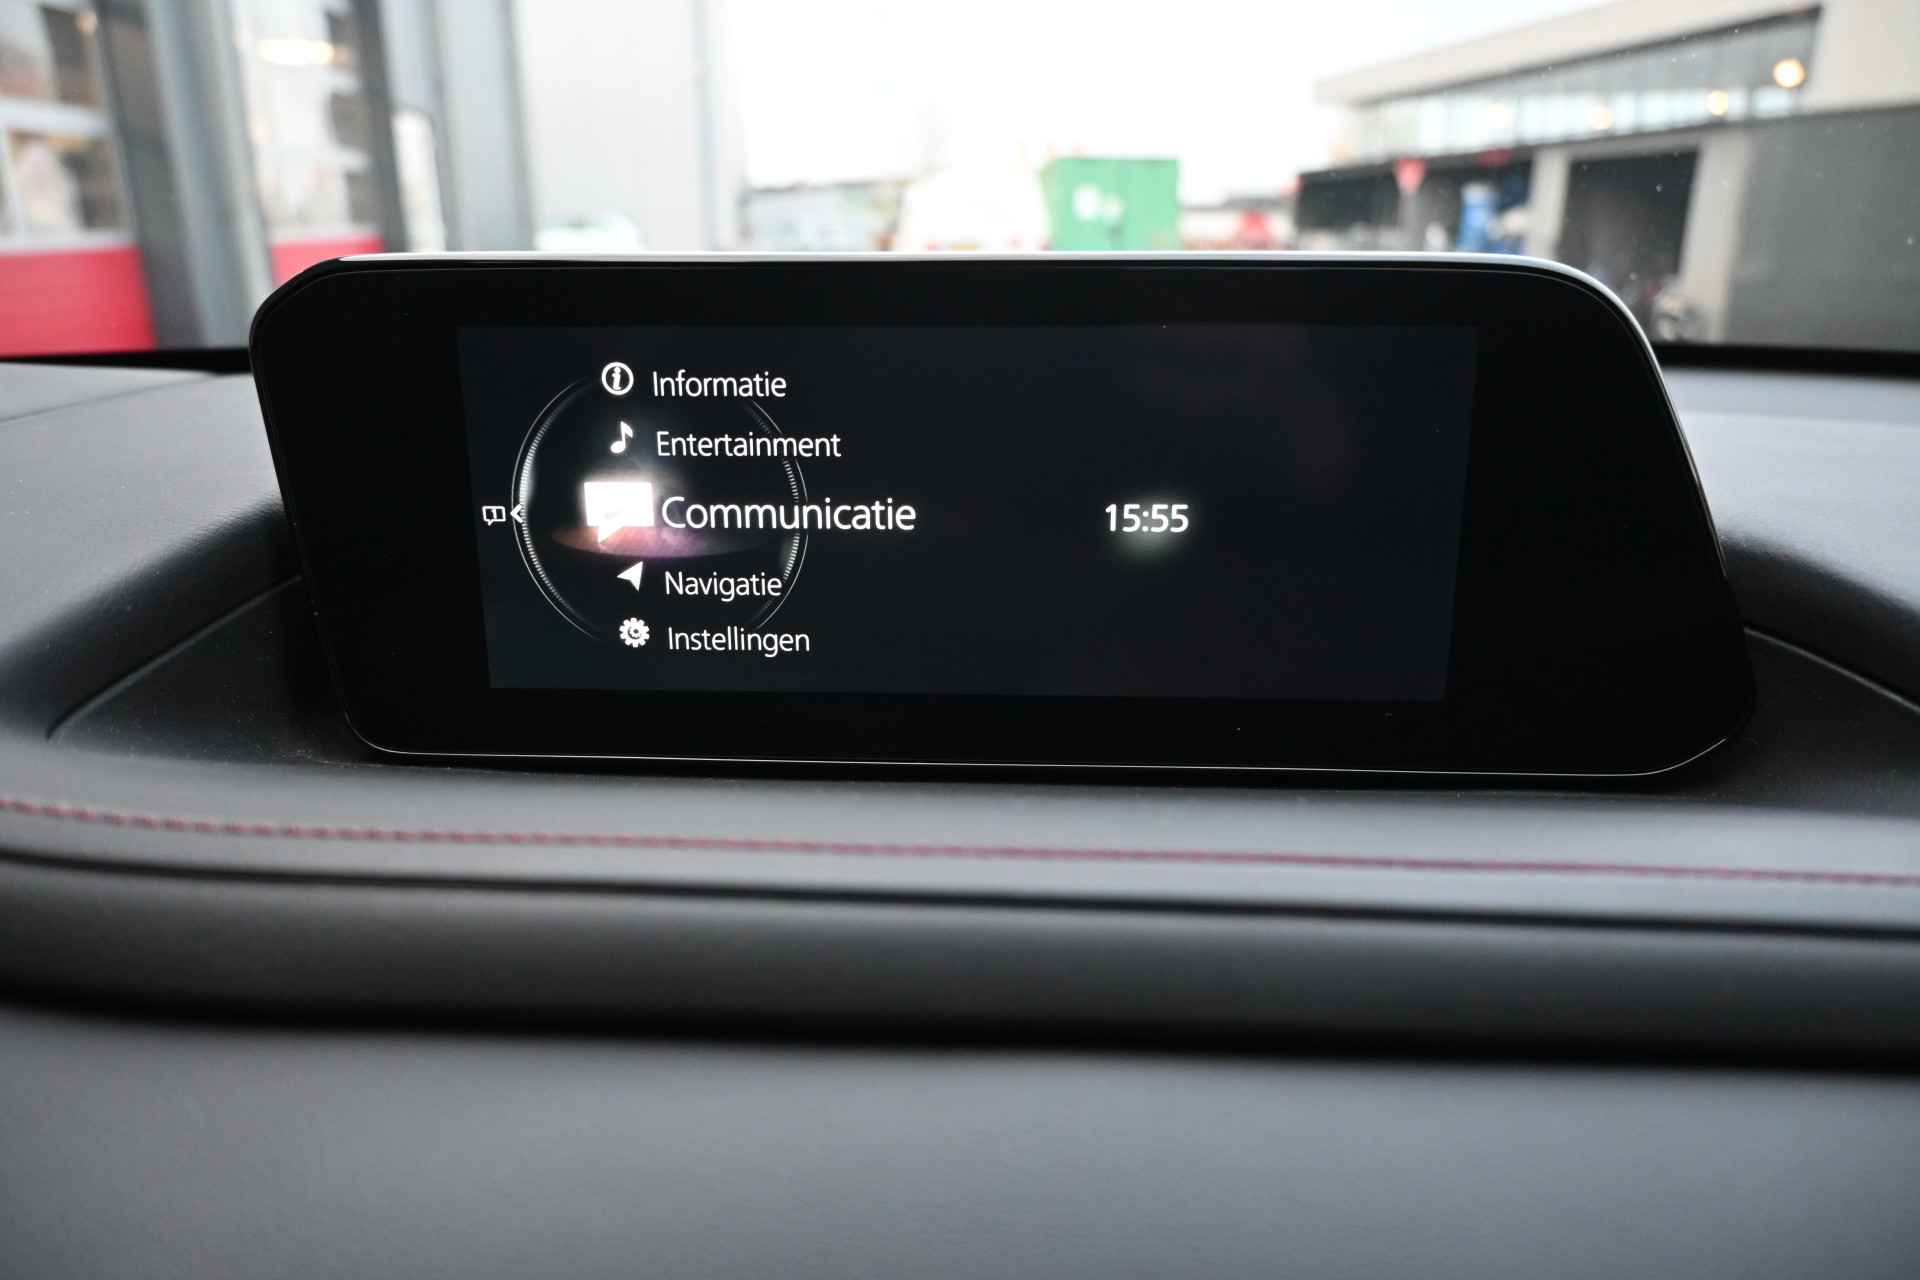 Informatie
Entertainment
Communicatie
15:55
Navigatie
Instellingen